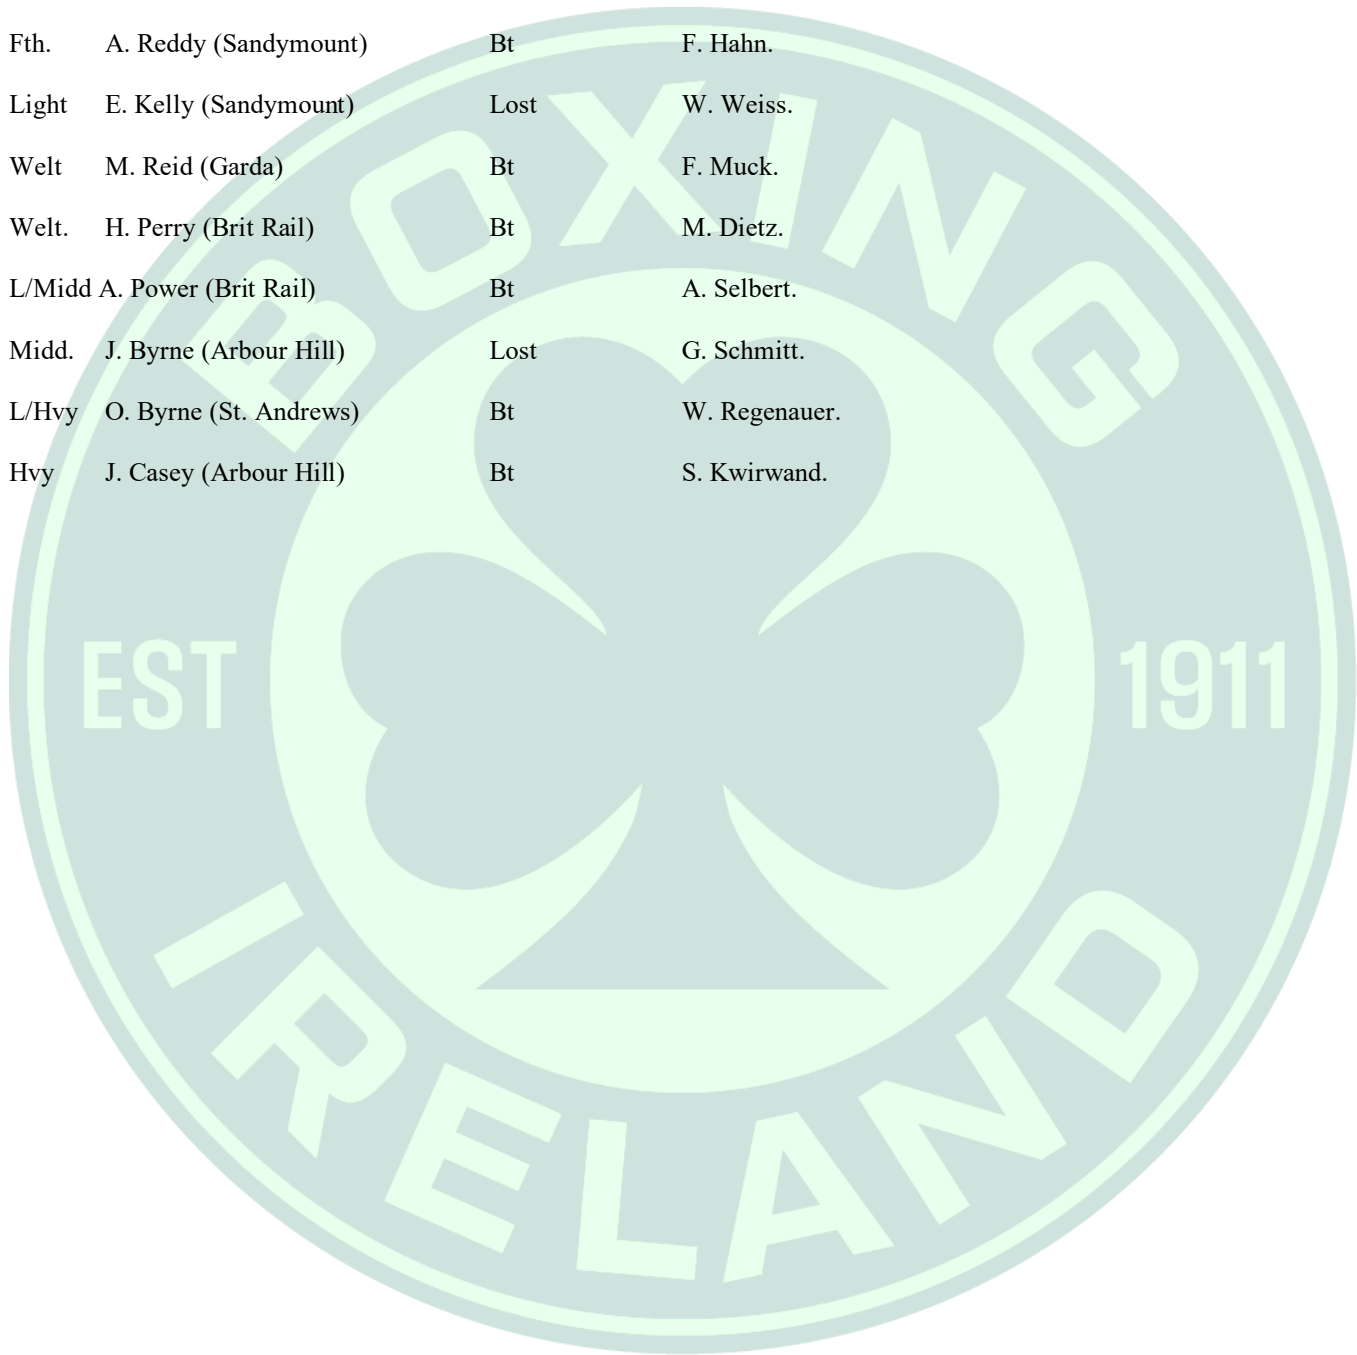 Fth. A. Reddy (Sandymount) Bt F. Hahn.
Light E. Kelly (Sandymount) Lost W. Weiss.
Welt M. Reid (Garda) Bt F. Muck.
Welt. H. Perry (Brit Rail) Bt M. Dietz.
L/Midd A. Power (Brit Rail) Bt A. Selbert.
Midd. J. Byrne (Arbour Hill) Lost G. Schmitt.
L/Hvy O. Byrne (St. Andrews) Bt W. Regenauer.
Hvy J. Casey (Arbour Hill) Bt S. Kwirwand.
BOXING
EST 1911
IRELAND